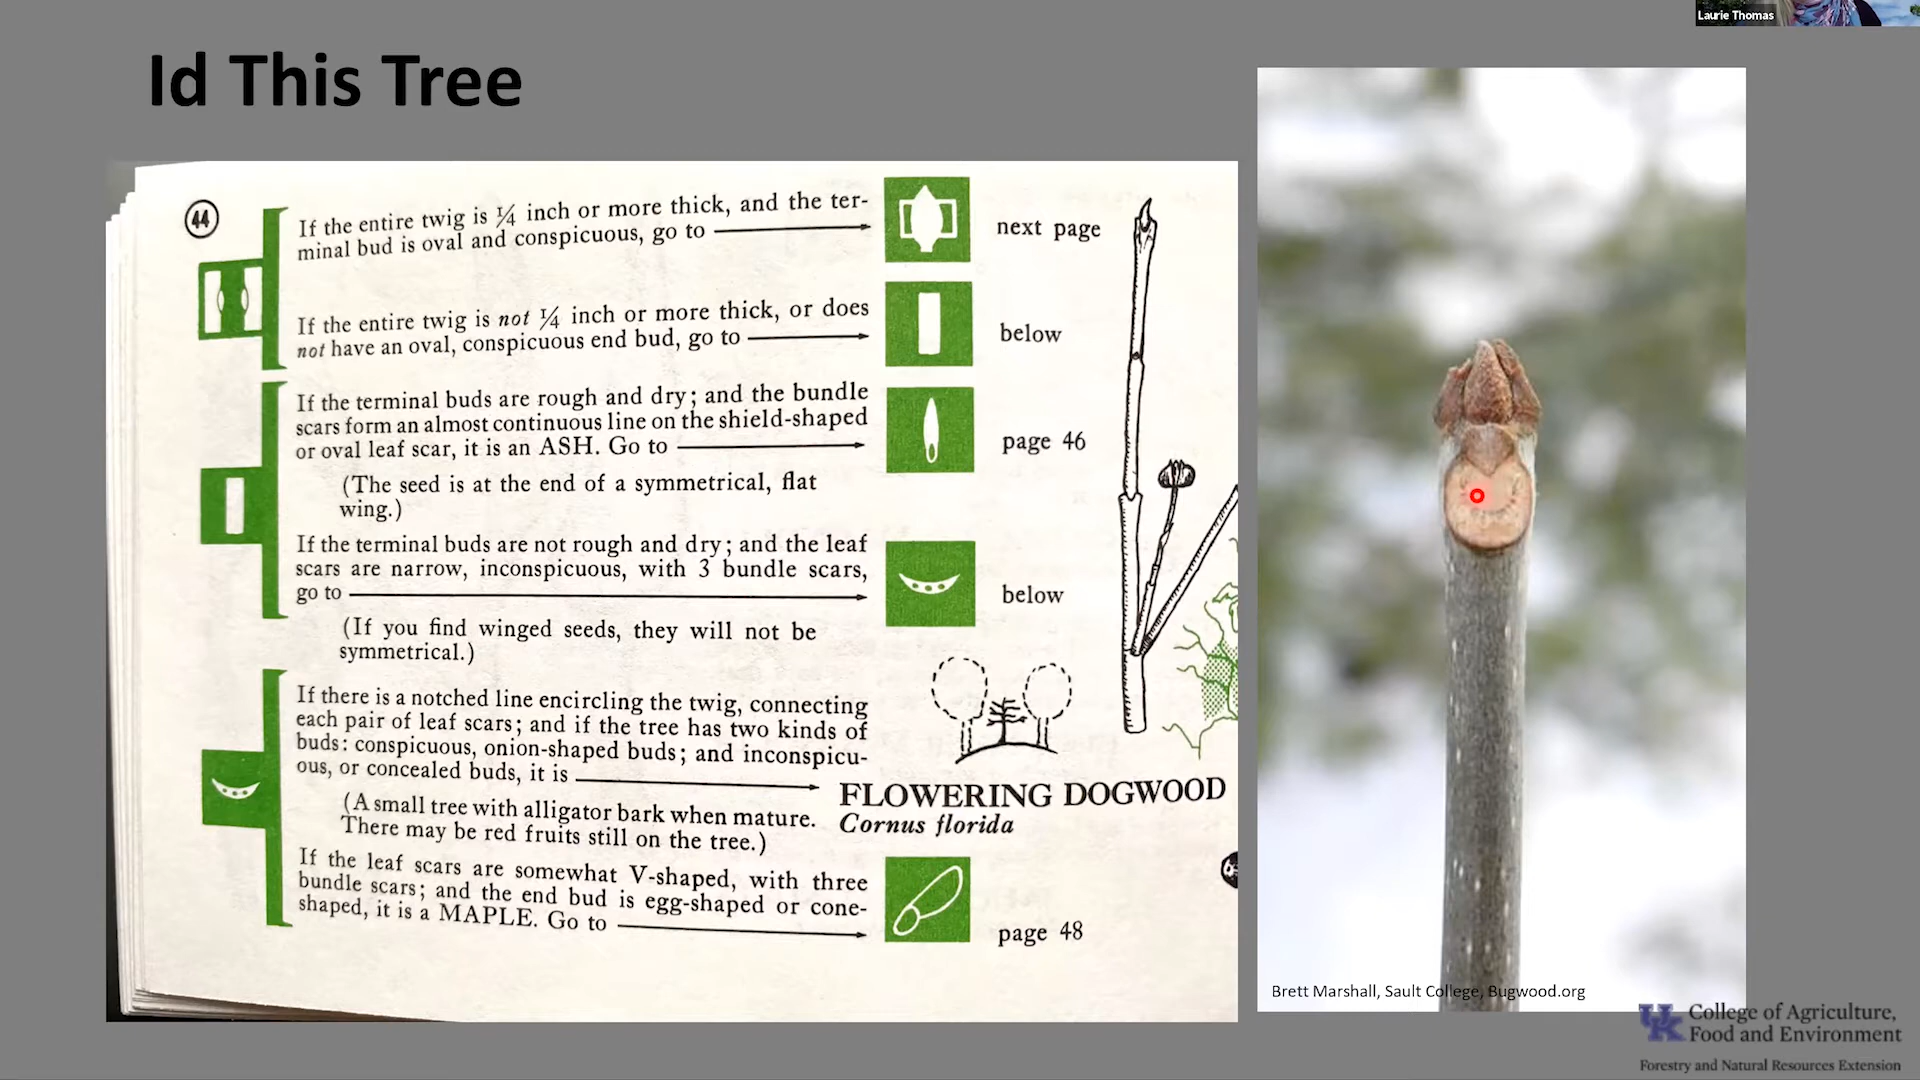 Laurie Thomas
Id This Tree
44
If the entire twig is ¼ inch or more thick, and the ter-
minal bud is oval and conspicuous, go to
next page
If the entire twig is not ¼ inch or more thick, or does
not have an oval, conspicuous end bud, go to
below
If the terminal buds are rough and dry; and the bundle
scars form an almost continuous line on the shield-shaped
or oval leaf scar, it is an ASH. Go to
page 46
(The seed is at the end of a symmetrical, flat
wing.)
If the terminal buds are not rough and dry; and the leaf
scars are narrow, inconspicuous, with 3 bundle scars,
go to
below
(If you find winged seeds, they will not be
symmetrical.)
If there is a notched line encircling the twig, connecting
each pair of leaf scars; and if the tree has two kinds of
buds: conspicuous, onion-shaped buds; and inconspicu-
ous, or concealed buds, it is
FLOWERING DOGWOOD
Cornus florida
(A small tree with alligator bark when mature.
There may be red fruits still on the tree.)
If the leaf scars are somewhat V-shaped, with three
bundle scars; and the end bud is egg-shaped or cone-
shaped, it is a MAPLE. Go to
page 48
Brett Marshall, Sault College, Bugwood.org
UK
College of Agriculture,
Food and Environment
Forestry and Natural Resources Extension